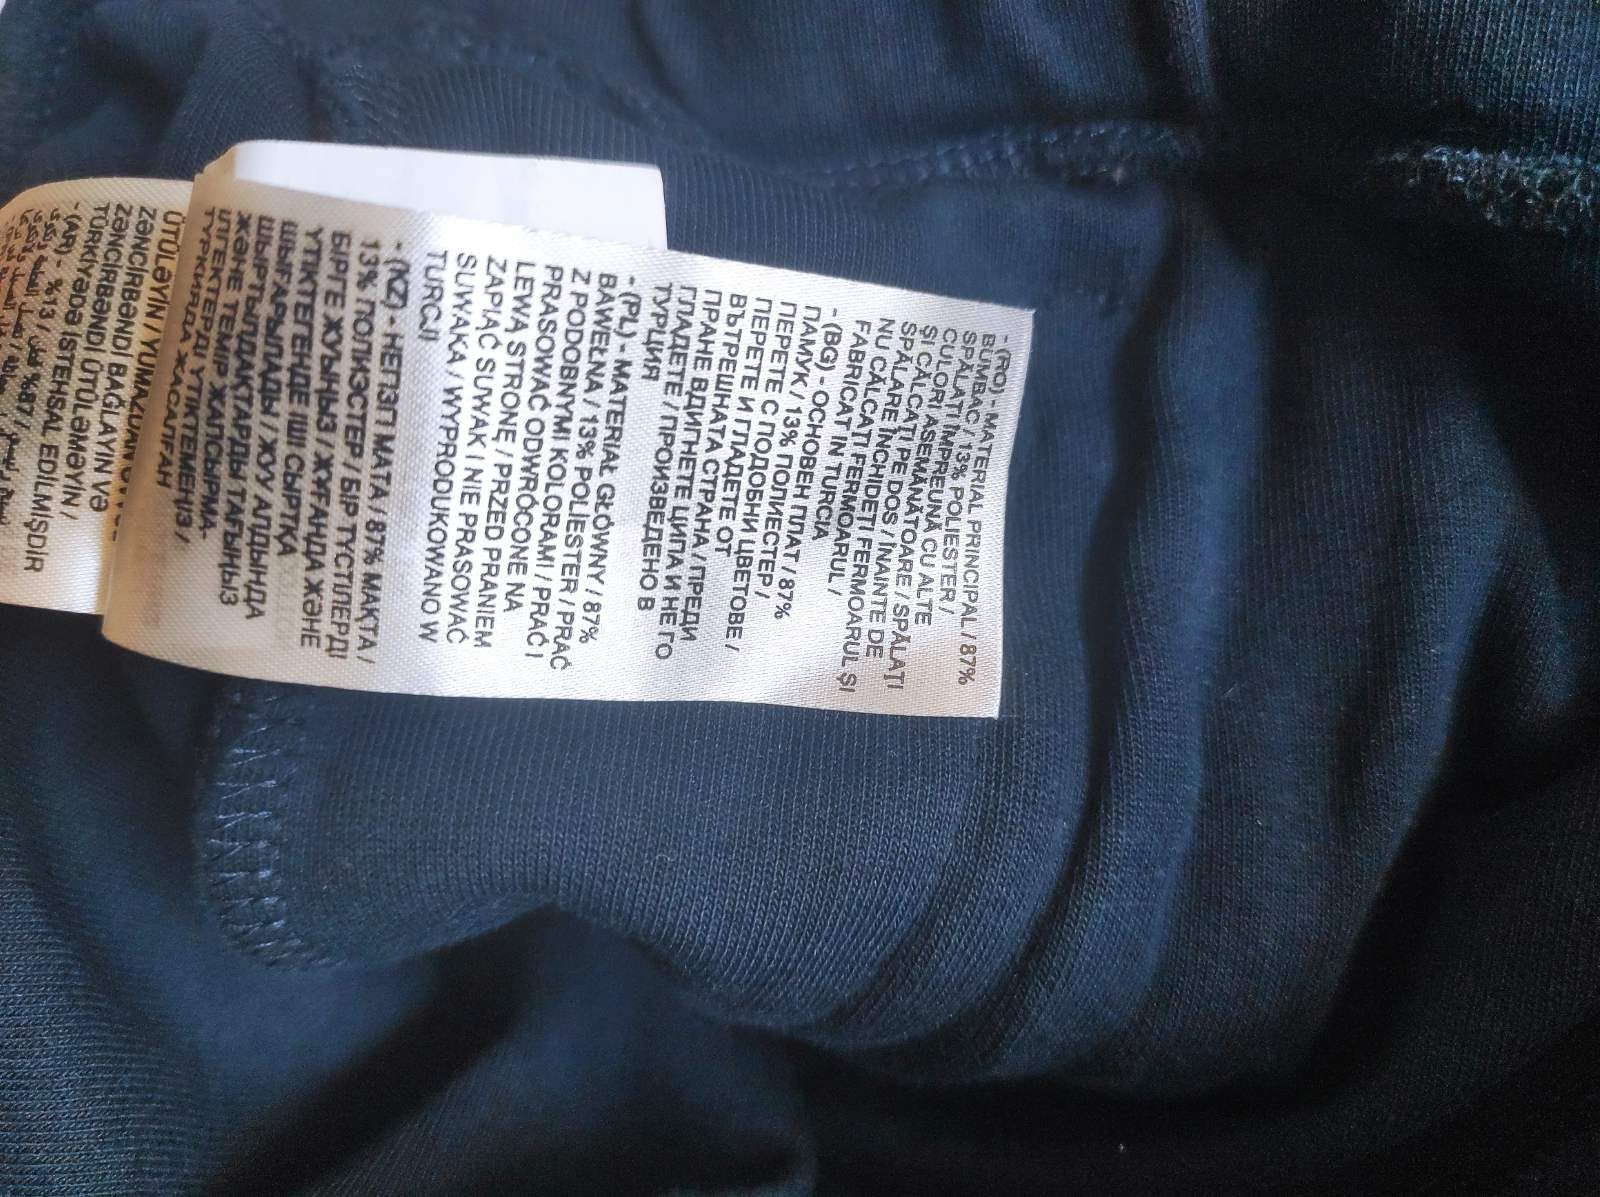 - (RO) - MATERIAL PRINCIPAL / 87%
BUMBAC / 13% POLIESTER /
SPĂLAȚI ÎMPREUNĂ CU ALTE
CULORI ASEMĂNĂTOARE / SPĂLAȚI
ȘI CĂLCAȚI PE DOS / ÎNAINTE DE
SPĂLARE ÎNCHIDEȚI FERMOARUL ȘI
NU CĂLCAȚI FERMOARUL /
FABRICAT IN TURCIA
- (BG) - ОСНОВЕН ПЛАТ / 87%
ПАМУК / 13% ПОЛИЕСТЕР /
ПЕРЕТЕ С ПОДОБНИ ЦВЕТОВЕ /
ПЕРЕТЕ И ГЛАДЕТЕ ОТ
ВЪТРЕШНАТА СТРАНА / ПРЕДИ
ПРАНЕ ВДИГНЕТЕ ЦИПА И НЕ ГО
ГЛАДЕТЕ / ПРОИЗВЕДЕНО В
ТУРЦИЯ
- (PL) - MATERIAŁ GŁÓWNY / 87%
BAWEŁNA / 13% POLIESTER / PRAĆ
Z PODOBNYMI KOLORAMI / PRAĆ I
PRASOWAĆ ODWRÓCONE NA
LEWĄ STRONĘ / PRZED PRANIEM
ZAPIĄĆ SUWAK I NIE PRASOWAĆ
SUWAKA / WYPRODUKOWANO W
TURCJI
- (KZ) - НЕГІЗГІ МАТА / 87% МАҚТА /
13% ПОЛИЭСТЕР / БІР ТҮСТІЛЕРДІ
БІРГЕ ЖУЫҢЫЗ / ЖУҒАНДА ЖӘНЕ
ҮТІКТЕГЕНДЕ ІШІ СЫРТҚА
ШЫҒАРЫЛАДЫ / ЖУУ АЛДЫНДА
ШЫРТЫЛДАҚТАРДЫ ТАҒЫҢЫЗ
ЖӘНЕ ТЕМІР ЖАПСЫРМА-
ІЛГЕКТЕРДІ ҮТІКТЕМЕҢІЗ /
ТҮРКИЯДА ЖАСАЛҒАН
ÜTÜLƏYİN / YUMAZDAN
ZƏNCİRBƏNDİ BAĞLAYIN VƏ
ZƏNCİRBƏNDİ ÜTÜLƏMƏYİN /
TÜRKİYƏDƏ İSTEHSAL EDİLMİŞDİR
- (AR) - %13 / %87